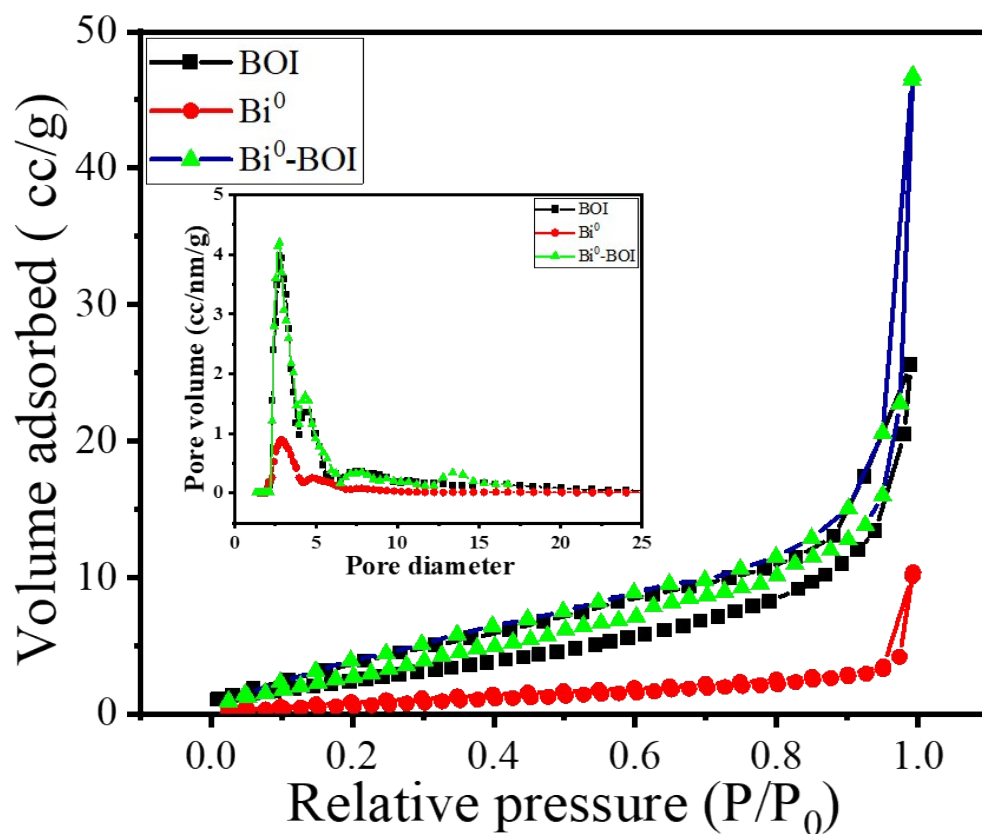 50
40
30
20
10
0
Volume adsorbed ( cc/g)
BOI
Bi⁰
Bi⁰-BOI
5
4
3
2
1
0
Pore volume (cc/nm/g)
BOI
Bi⁰
Bi⁰-BOI
0 5 10 15 20 25
Pore diameter
0.0 0.2 0.4 0.6 0.8 1.0
Relative pressure (P/P₀)